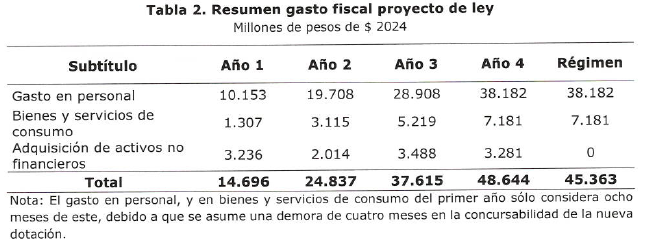 Tabla 2. Resumen gasto fiscal proyecto de ley
Millones de pesos de $ 2024
Subtítulo Año 1 Año 2 Año 3 Año 4 Régimen
Gasto en personal 10.153 19.708 28.908 38.182 38.182
Bienes y servicios de consumo 1.307 3.115 5.219 7.181 7.181
Adquisición de activos no financieros 3.236 2.014 3.488 3.281 0
Total 14.696 24.837 37.615 48.644 45.363
Nota: El gasto en personal, y en bienes y servicios de consumo del primer año sólo considera ocho
meses de este, debido a que se asume una demora de cuatro meses en la concursabilidad de la nueva
dotación.